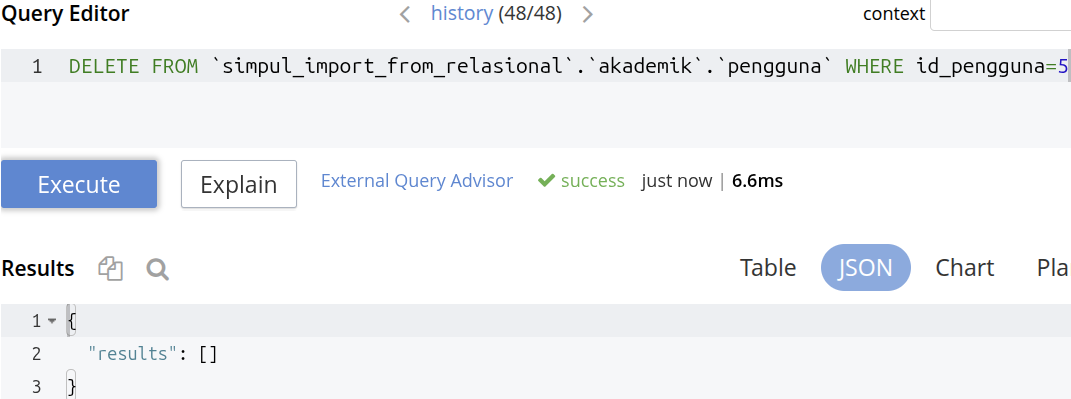 Query Editor history (48/48) context
1 DELETE FROM `simpul_import_from_relasional`.`akademik`.`pengguna` WHERE id_pengguna=5
Execute Explain External Query Advisor success just now | 6.6ms
Results Table JSON Chart Pla
1 {
2 "results": []
3 }